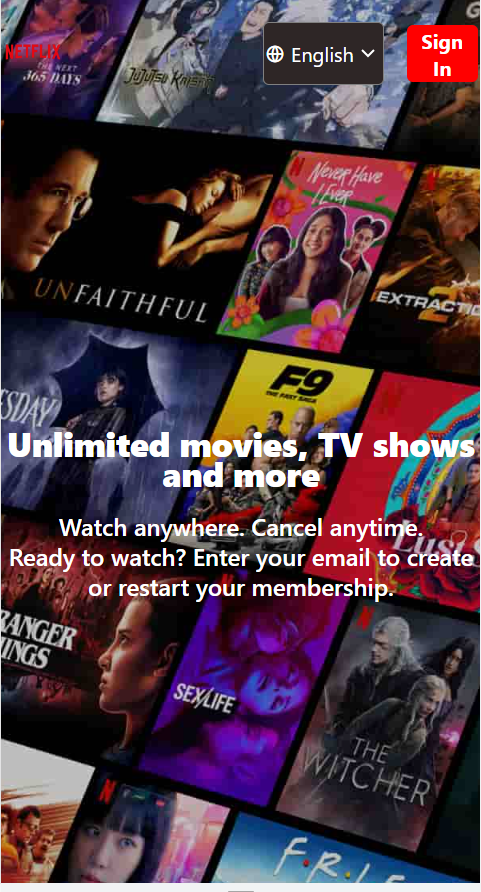 NETFLIX
English
Sign
In
THE NEXT
365 DAYS
JUJUTSU KAISEN
NEVER HAVE
I EVER
UNFAITHFUL
EXTRACTIO
2
F9
THE FAST SAGA
SDAY
Unlimited movies, TV shows
and more
Watch anywhere. Cancel anytime.
Ready to watch? Enter your email to create
or restart your membership.
RANGER
INGS
SEX/LIFE
N
THE
WITCHER
N
FRIE